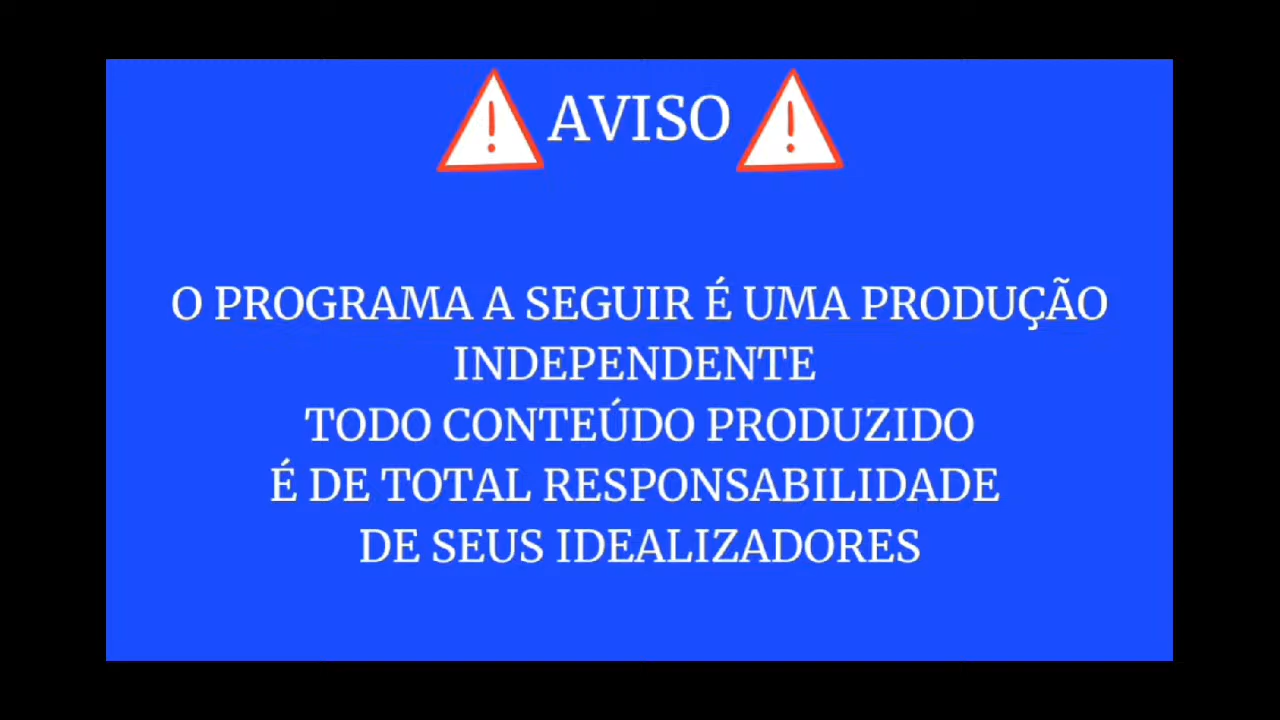 AVISO
O PROGRAMA A SEGUIR É UMA PRODUÇÃO
INDEPENDENTE
TODO CONTEÚDO PRODUZIDO
É DE TOTAL RESPONSABILIDADE
DE SEUS IDEALIZADORES